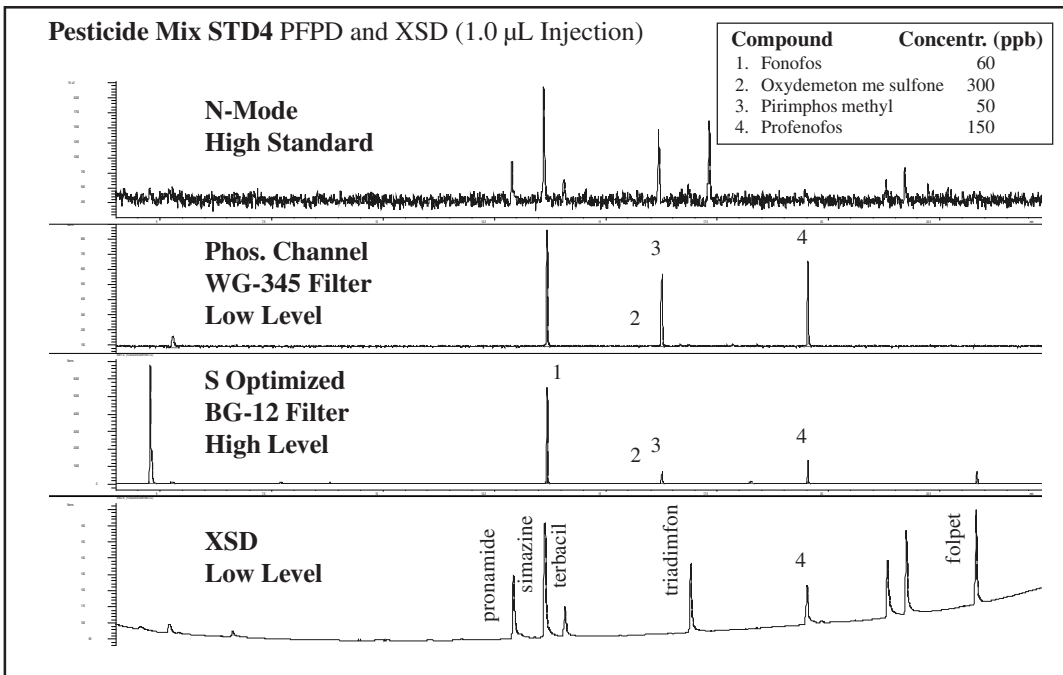 Pesticide Mix STD4 PFPD and XSD (1.0 µL Injection)
Compound Concentr. (ppb)
1. Fonofos 60
2. Oxydemeton me sulfone 300
3. Pirimphos methyl 50
4. Profenofos 150
N-Mode
High Standard
Phos. Channel
WG-345 Filter
Low Level
2
3
4
S Optimized
BG-12 Filter
High Level
1
2
3
4
XSD
Low Level
pronamide
simazine
terbacil
triadimfon
4
folpet